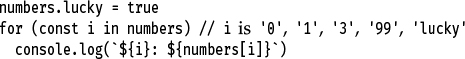 numbers.lucky = true
for (const i in numbers) // i is '0', '1', '3', '99', 'lucky'
  console.log(`${i}: ${numbers[i]}`)